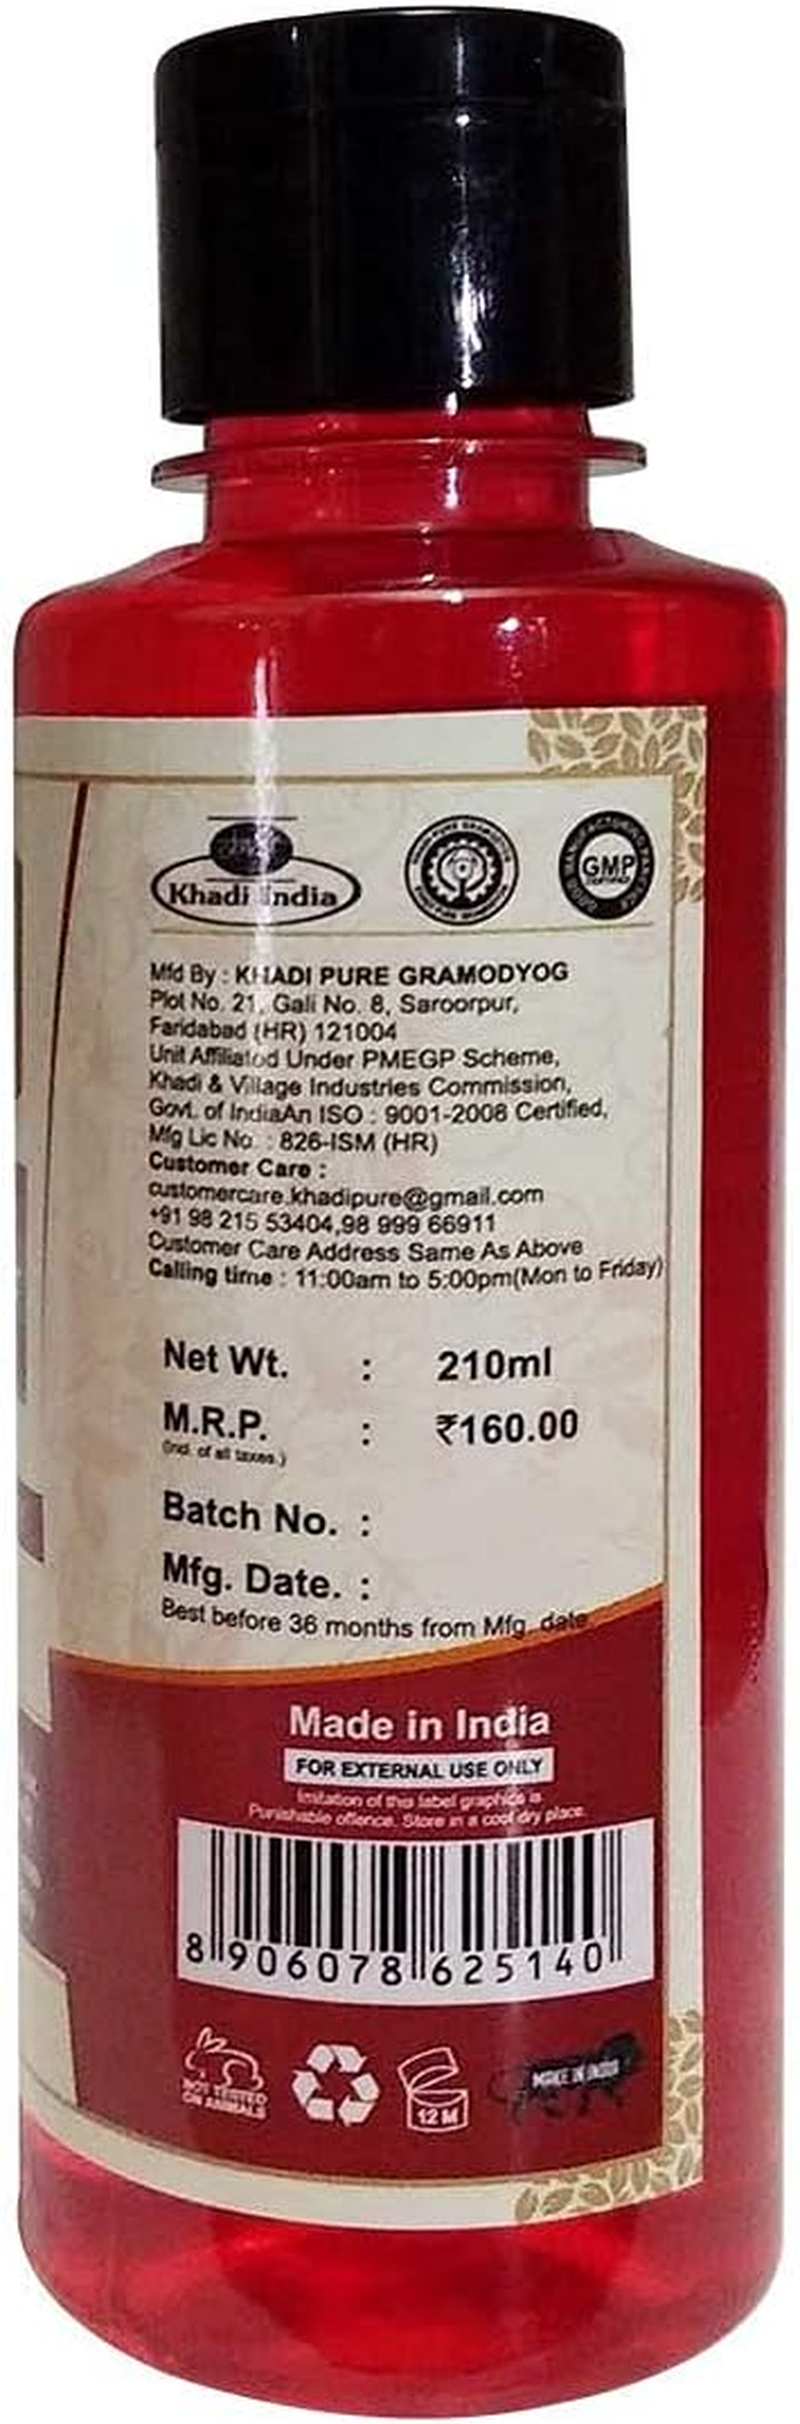 Khadi India
GMP
CERTIFIED
Mfd By : KHADI PURE GRAMODYOG
Plot No. 21, Gali No. 8, Saroorpur,
Faridabad (HR) 121004
Unit Affiliated Under PMEGP Scheme,
Khadi & Village Industries Commission,
Govt. of IndiaAn ISO : 9001-2008 Certified,
Mfg Lic No. : 826-ISM (HR)
Customer Care :
customercare.khadipure@gmail.com
+91 98 215 53404,98 999 66911
Customer Care Address Same As Above
Calling time : 11:00am to 5:00pm(Mon to Friday)
Net Wt. : 210ml
M.R.P. : ₹160.00
(Incl. of all taxes.)
Batch No. :
Mfg. Date. :
Best before 36 months from Mfg. date.
Made in India
FOR EXTERNAL USE ONLY
Imitation of this label graphics is
Punishable offence. Store in a cool dry place.
8 906078 625140
NOT TESTED
ON ANIMALS
12 M
MAKE IN INDIA